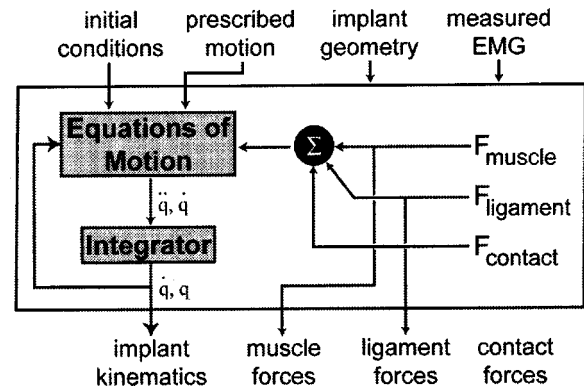 initial conditions
prescribed motion
implant geometry
measured EMG
Equations of Motion
Σ
F_muscle
F_ligament
F_contact
q̈, q̇
Integrator
q̇, q
implant kinematics
muscle forces
ligament forces
contact forces